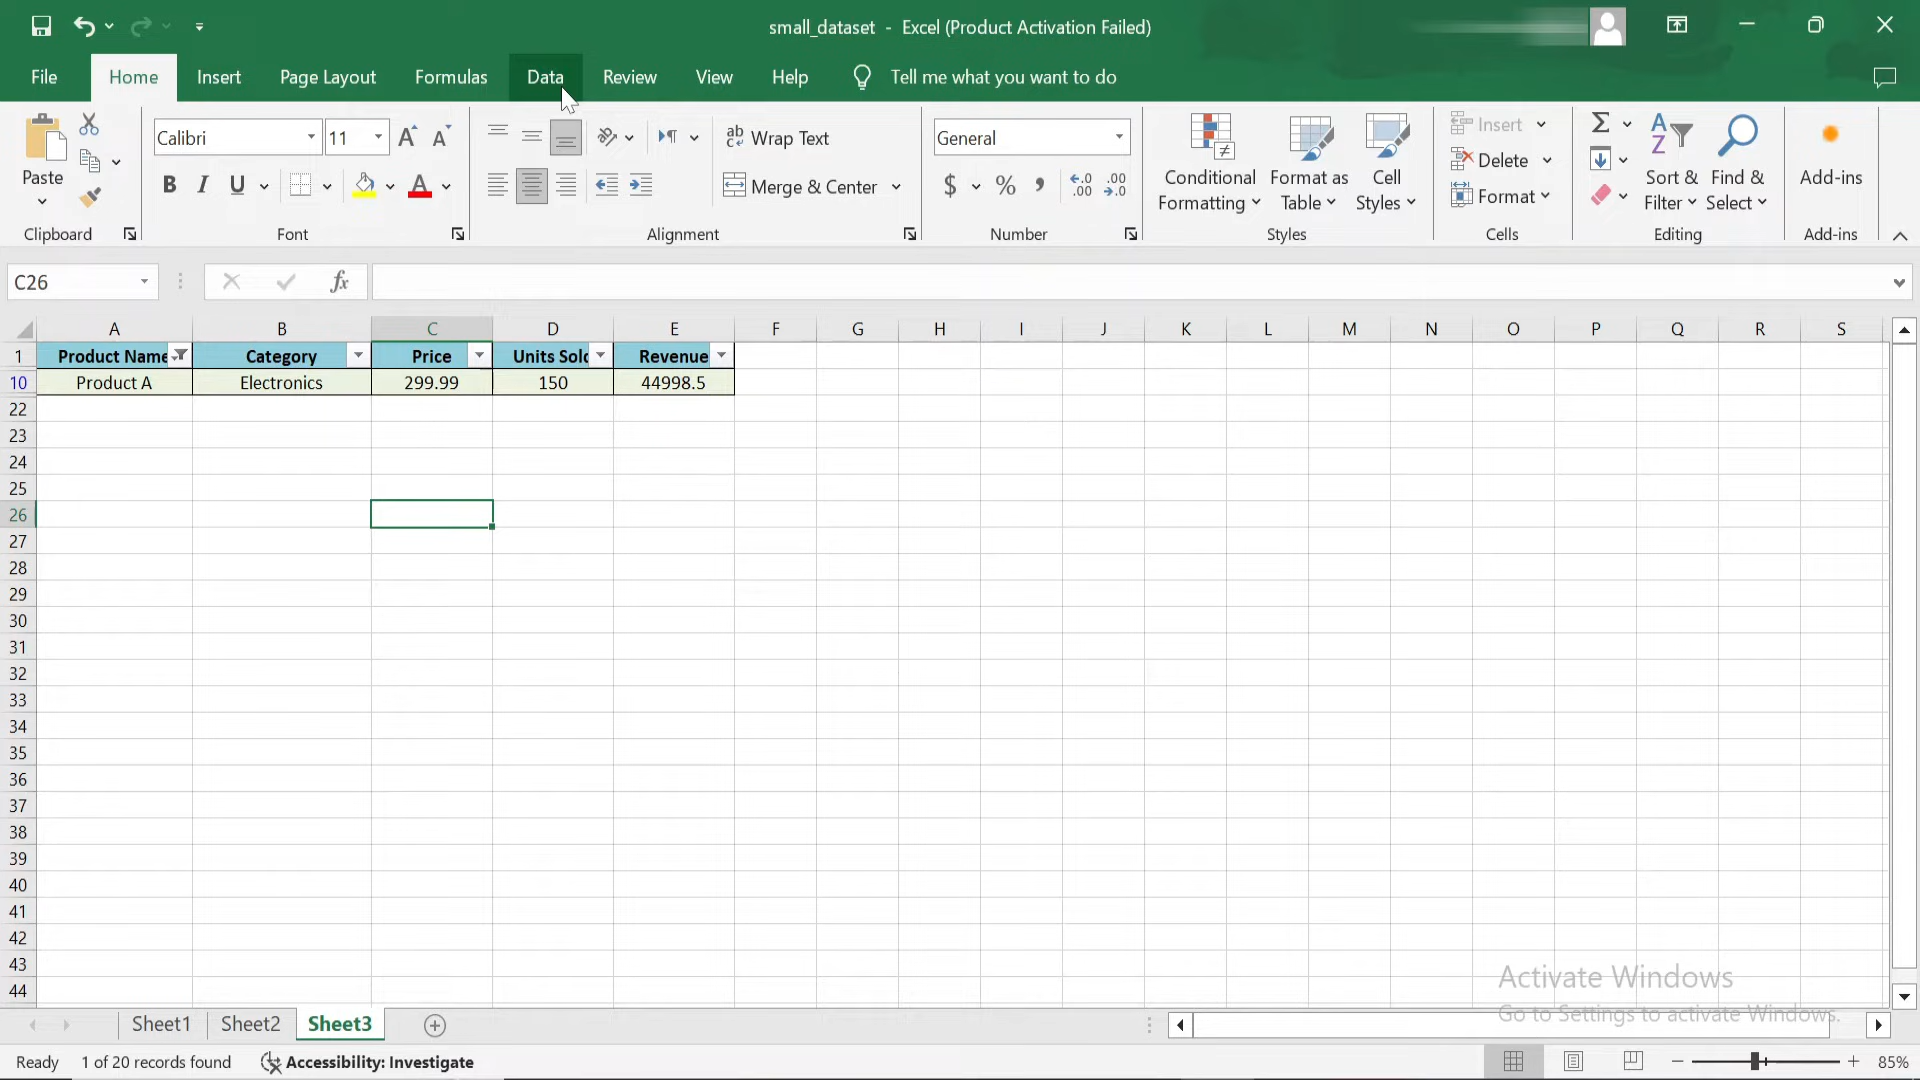 small_dataset - Excel (Product Activation Failed)
File Home Insert Page Layout Formulas Data Review View Help Tell me what you want to do
Paste
Clipboard
Calibri 11
B I U A
Font
ab Wrap Text
Merge & Center
Alignment
General
$ % ,
Number
Conditional Formatting
Format as Table
Cell Styles
Styles
Insert
Delete
Format
Cells
Sort & Filter
Find & Select
Editing
Add-ins
Add-ins
C26 fx
A B C D E F G H I J K L M N O P Q R S
1 Product Name Category Price Units Sol Revenue
10 Product A Electronics 299.99 150 44998.5
22
23
24
25
26
27
28
29
30
31
32
33
34
35
36
37
38
39
40
41
42
43
44
Activate Windows
Go to Settings to activate Windows.
Sheet1 Sheet2 Sheet3
Ready 1 of 20 records found Accessibility: Investigate 85%